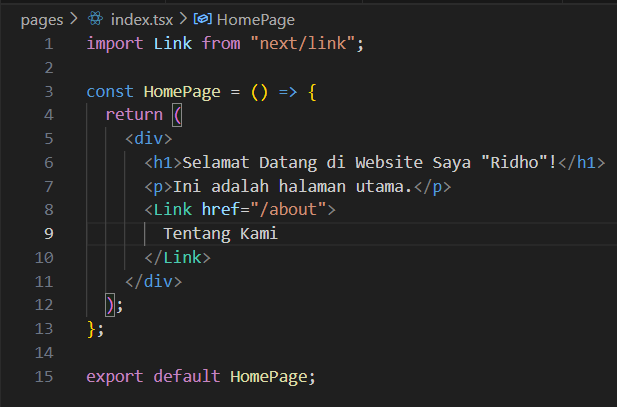 pages > index.tsx > HomePage
1 import Link from "next/link";
2
3 const HomePage = () => {
4   return (
5     <div>
6       <h1>Selamat Datang di Website Saya "Ridho"!</h1>
7       <p>Ini adalah halaman utama.</p>
8       <Link href="/about">
9         Tentang Kami
10       </Link>
11     </div>
12   );
13 };
14
15 export default HomePage;